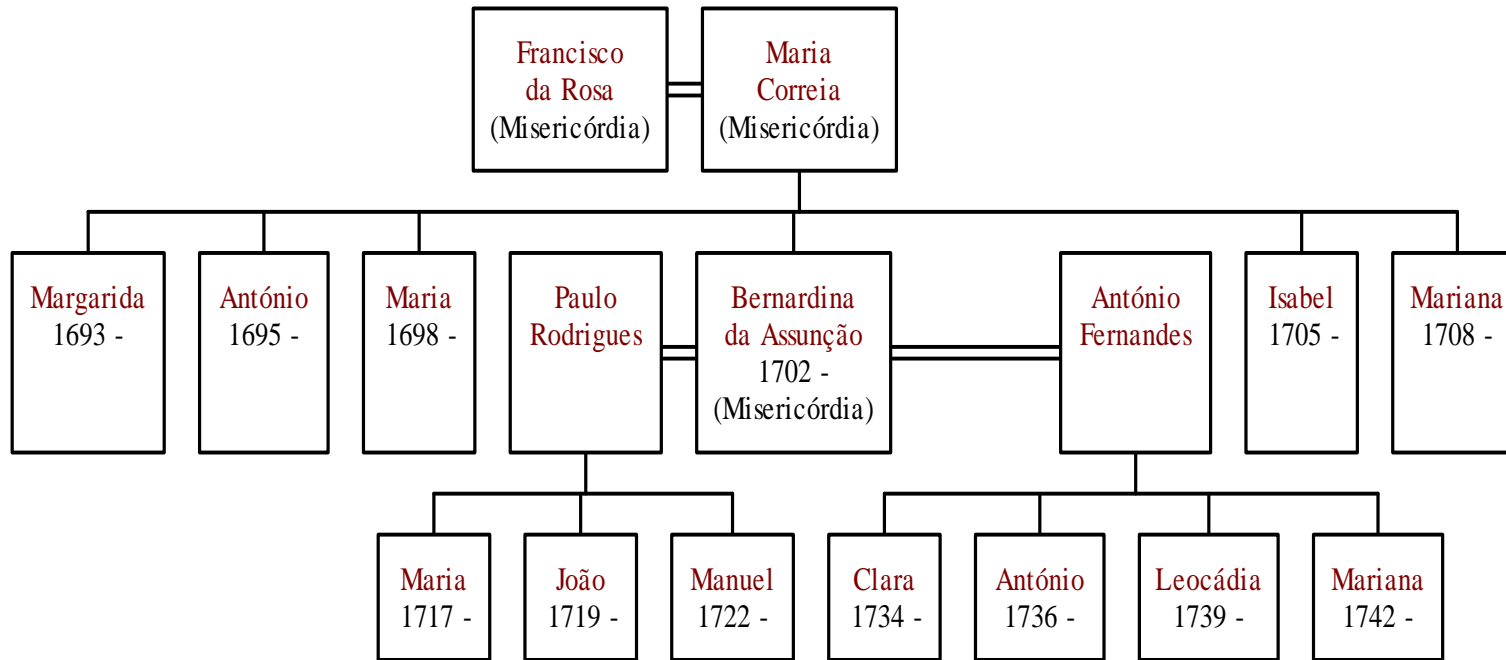 Francisco
da Rosa
(Misericórdia)
Maria
Correia
(Misericórdia)
Margarida
1693 -
António
1695 -
Maria
1698 -
Paulo
Rodrigues
Bernardina
da Assunção
1702 -
(Misericórdia)
António
Fernandes
Isabel
1705 -
Mariana
1708 -
Maria
1717 -
João
1719 -
Manuel
1722 -
Clara
1734 -
António
1736 -
Leocádia
1739 -
Mariana
1742 -